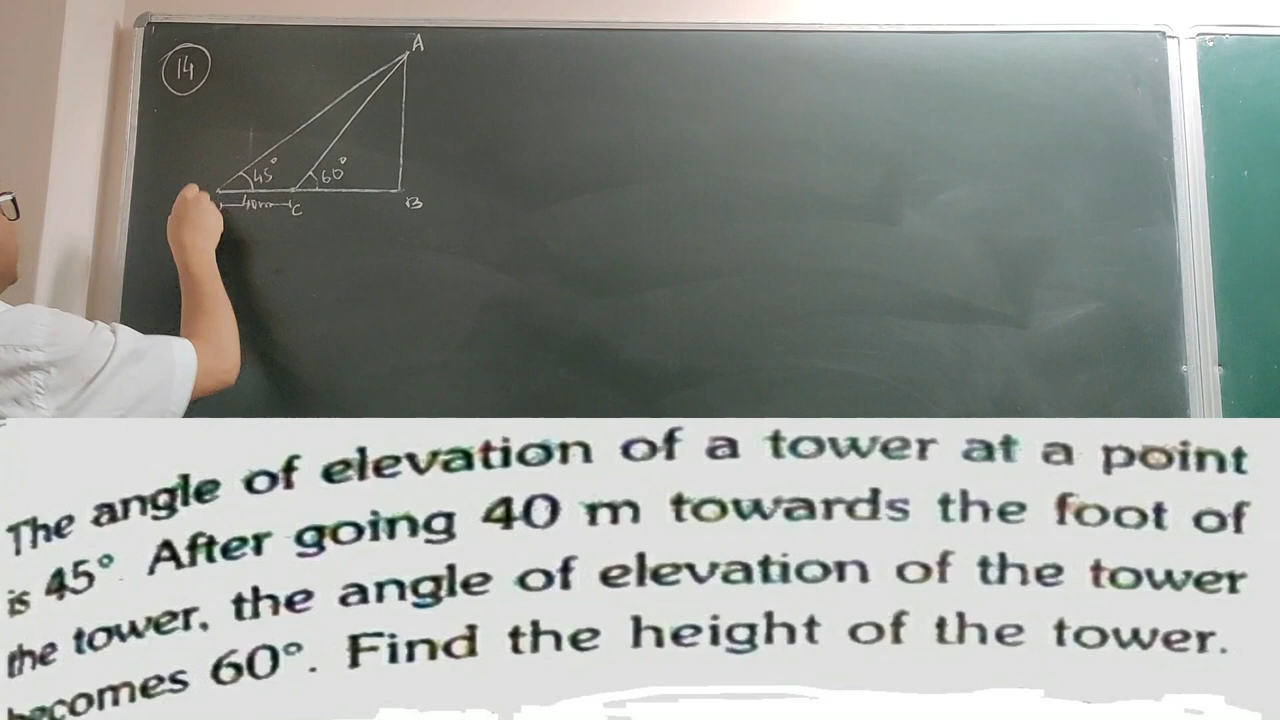 14
A
45°
60°
40m
C
B
The angle of elevation of a tower at a point
is 45°. After going 40 m towards the foot of
the tower, the angle of elevation of the tower
becomes 60°. Find the height of the tower.